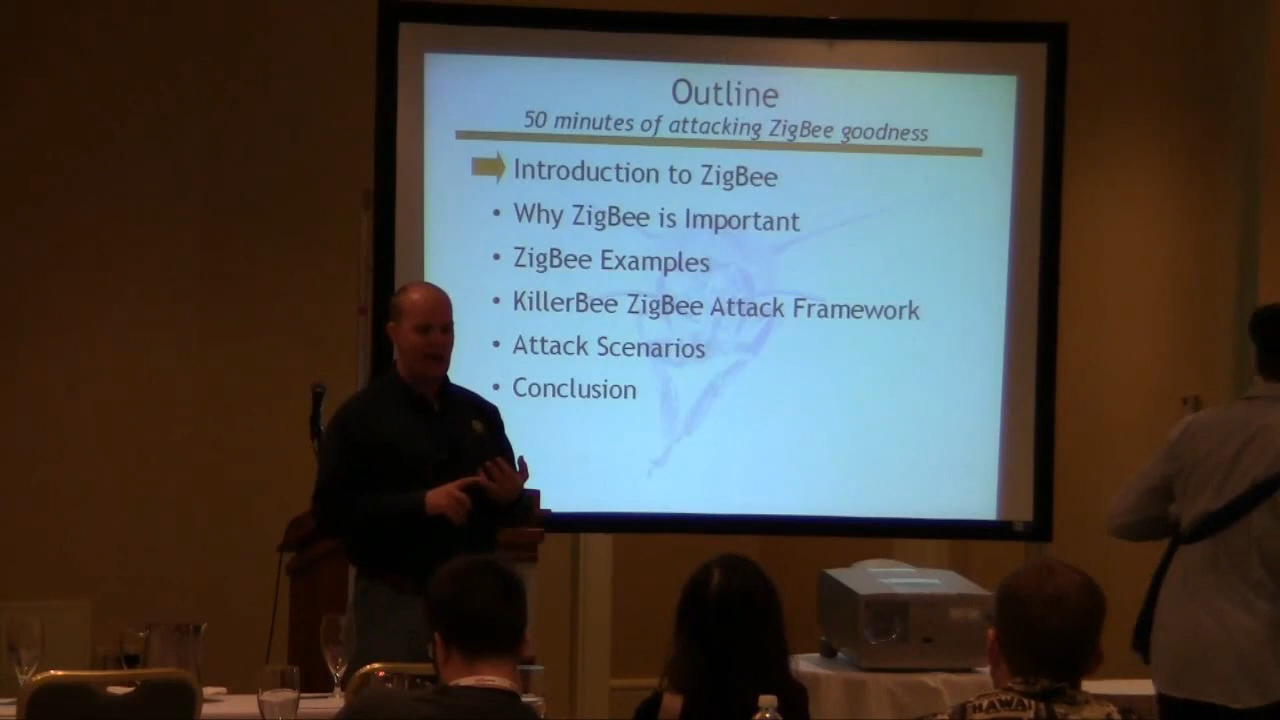 Outline
50 minutes of attacking ZigBee goodness
Introduction to ZigBee
• Why ZigBee is Important
• ZigBee Examples
• KillerBee ZigBee Attack Framework
• Attack Scenarios
• Conclusion
HAWAI